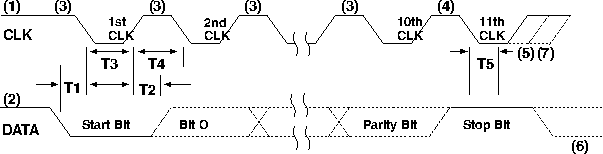 (1) (3) 1st (3) 2nd (3) (3) 10th (4) 11th
CLK CLK CLK CLK CLK
T3 T4 T5 (5) (7)
T1 T2
(2)
DATA Start Bit Bit O Parity Bit Stop Bit
(6)